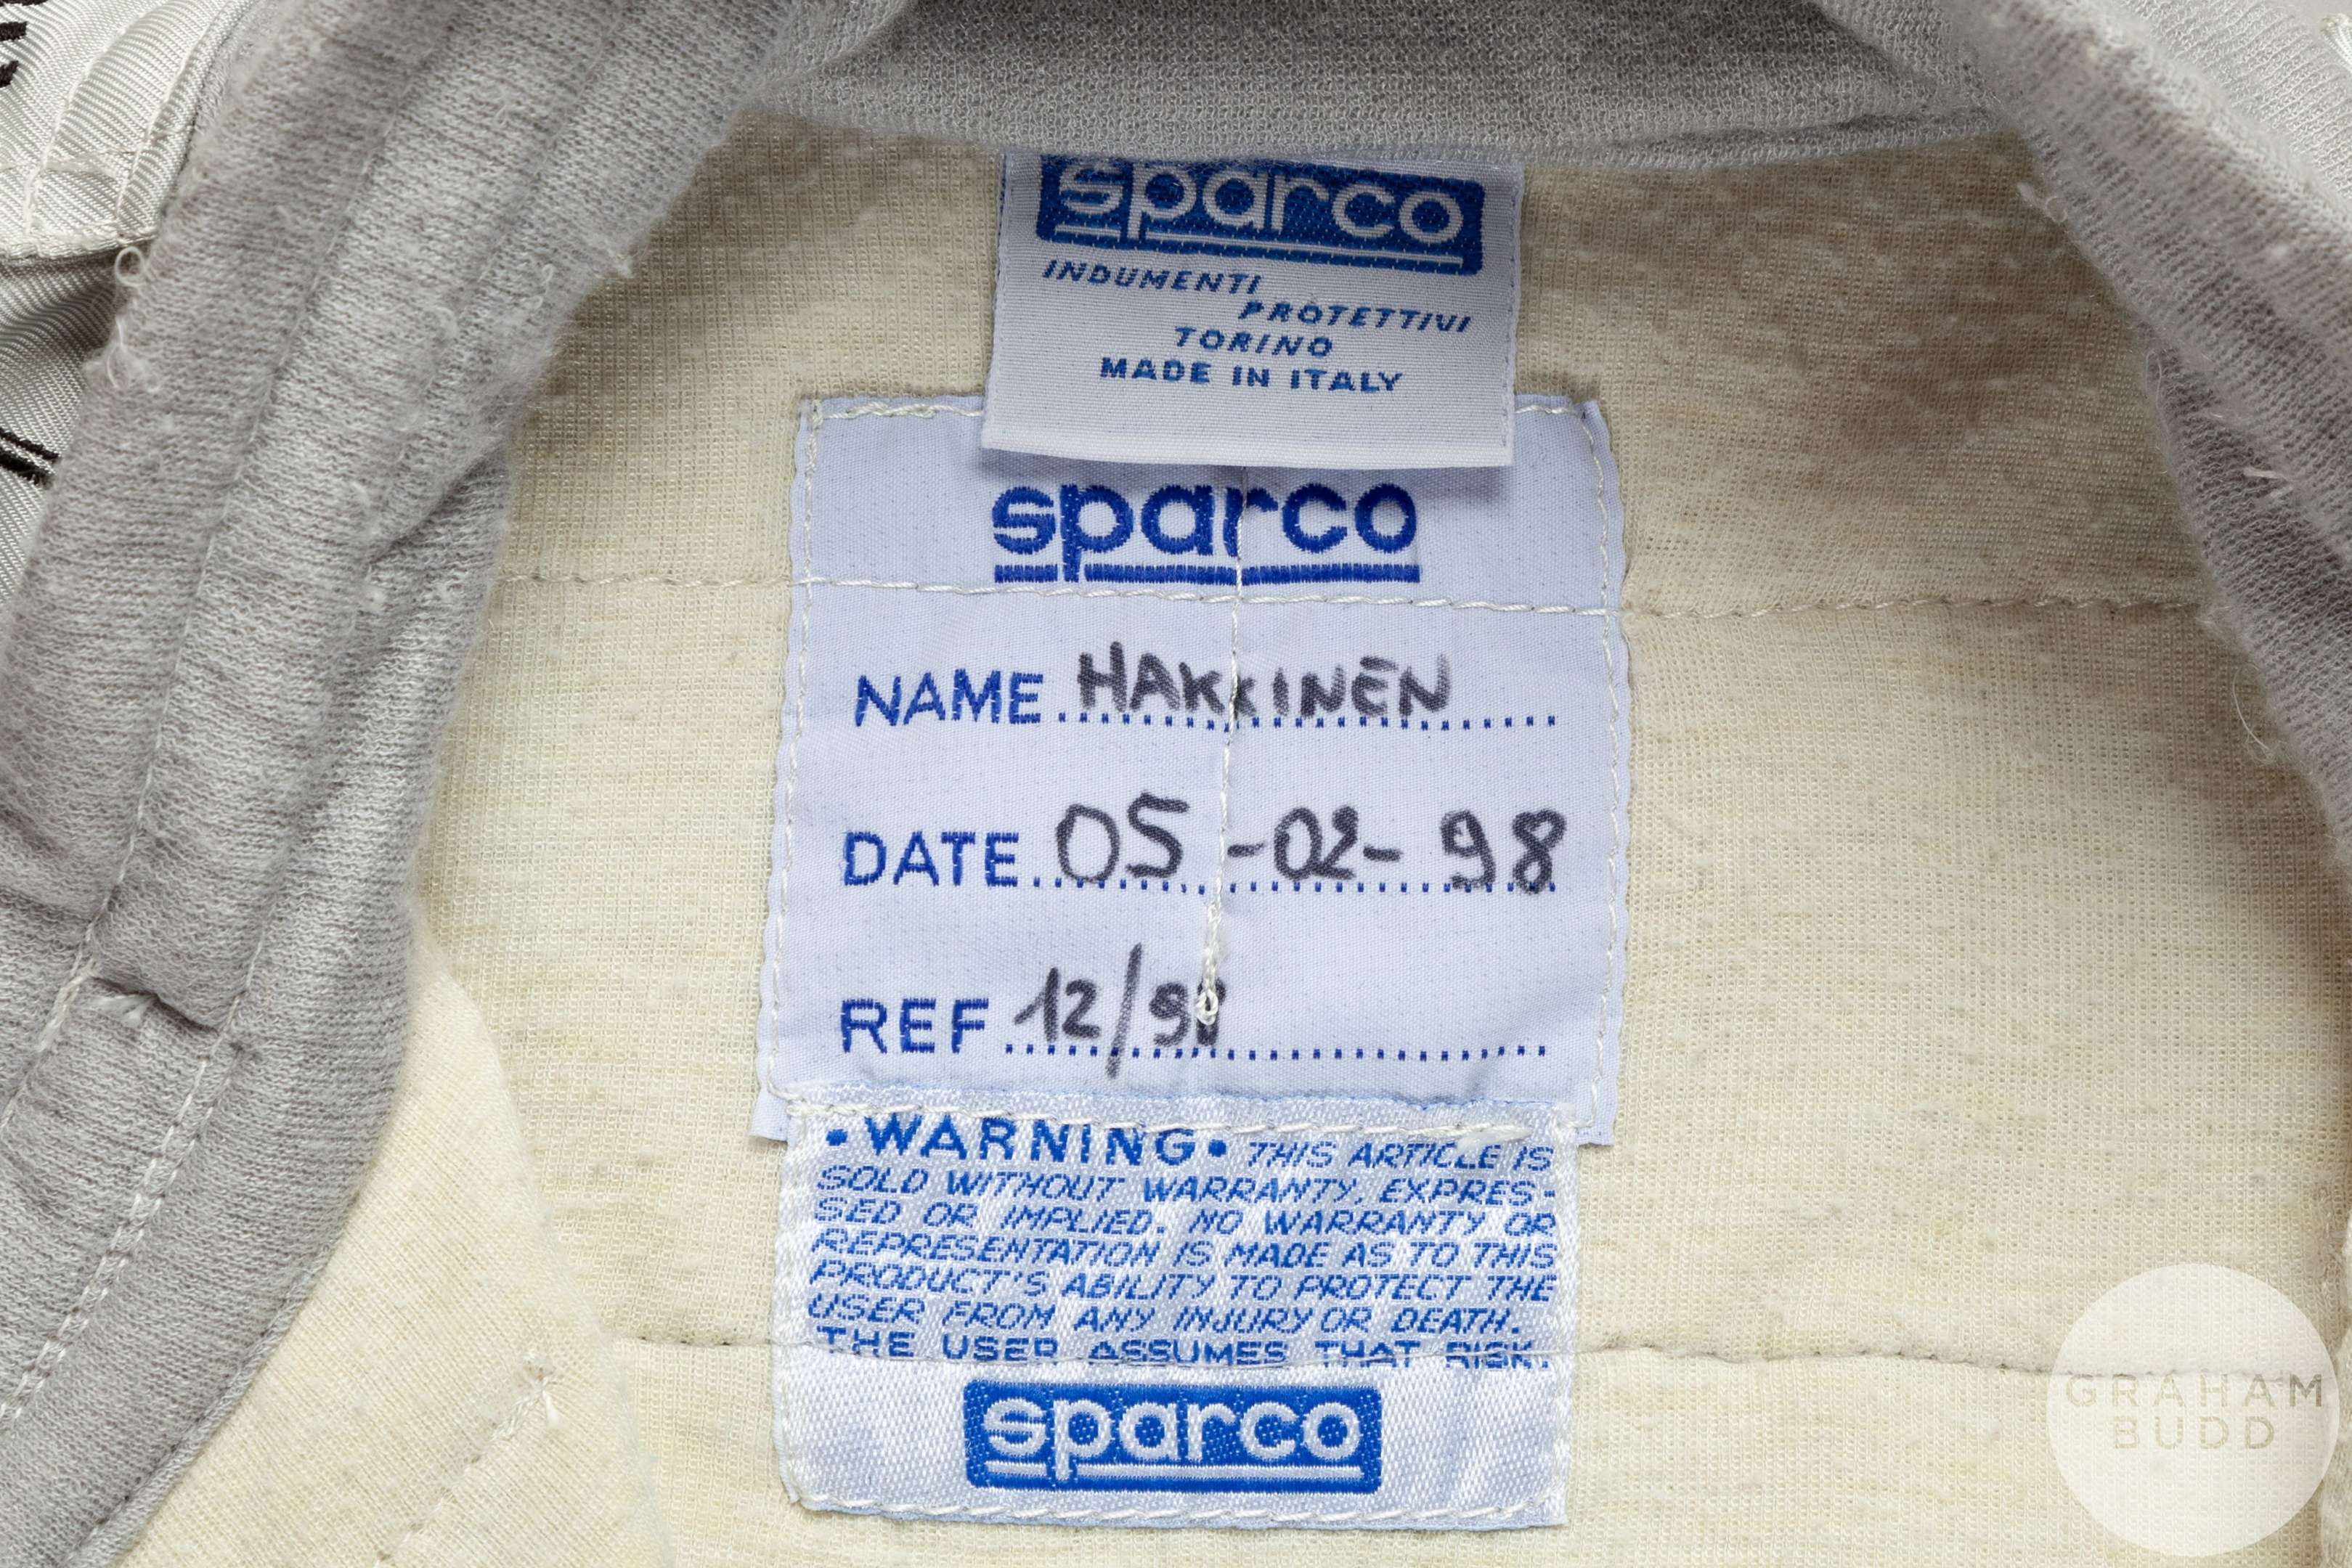 sparco
INDUMENTI
PROTETTIVI
TORINO
MADE IN ITALY
sparco
NAME HAKKINEN
DATE 05-02-98
REF 12/98
• WARNING • THIS ARTICLE IS
SOLD WITHOUT WARRANTY, EXPRES-
SED OR IMPLIED. NO WARRANTY OR
REPRESENTATION IS MADE AS TO THIS
PRODUCT'S ABILITY TO PROTECT THE
USER FROM ANY INJURY OR DEATH.
THE USER ASSUMES THAT RISK.
sparco
GRAHAM
BUDD